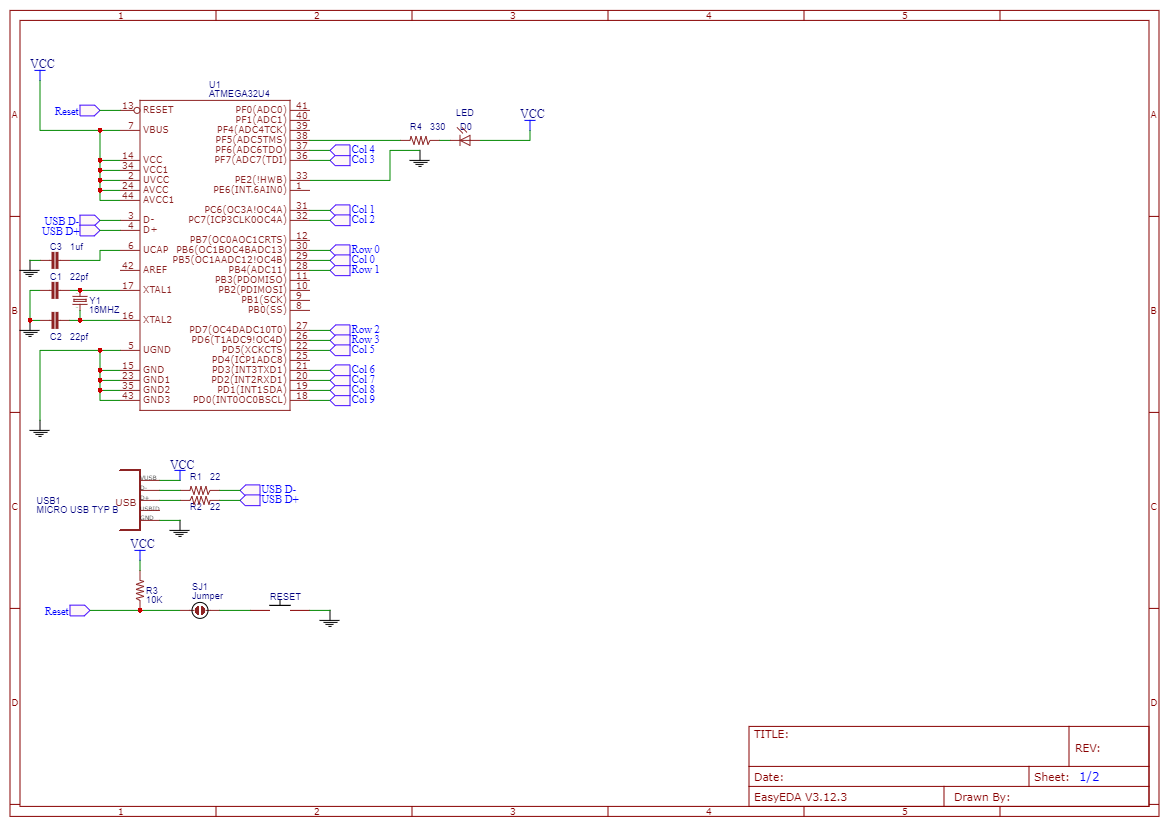 1 2 3 4 5
A A
B B
C C
D D
1 2 3 4 5
VCC
U1
ATMEGA32U4
Reset 13 RESET
7 VBUS
14 VCC
34 VCC1
2 UVCC
24 AVCC
44 AVCC1
USB D- 3 D-
USB D+ 4 D+
C3 1uf
6 UCAP
42 AREF
C1 22pf
17 XTAL1
Y1
16MHZ
16 XTAL2
C2 22pf
5 UGND
15 GND
23 GND1
35 GND2
43 GND3
PF0(ADC0) 41
PF1(ADC1) 40
PF4(ADC4TCK) 39
PF5(ADC5TMS) 38
PF6(ADC6TDO) 37 Col 4
PF7(ADC7(TDI) 36 Col 3
PE2(!HWB) 33
PE6(INT.6AIN0) 1
PC6(OC3A!OC4A) 31 Col 1
PC7(ICP3CLK0OC4A) 32 Col 2
PB7(OC0AOC1CRTS) 12
PB6(OC1BOC4BADC13) 30 Row 0
PB5(OC1AADC12!OC4B) 29 Col 0
PB4(ADC11) 28 Row 1
PB3(PDOMISO) 11
PB2(PDIMOSI) 10
PB1(SCK) 9
PB0(SS) 8
PD7(OC4DADC10T0) 27 Row 2
PD6(T1ADC9!OC4D) 26 Row 3
PD5(XCKCTS) 22 Col 5
PD4(ICP1ADC8) 25
PD3(INT3TXD1) 21 Col 6
PD2(INT2RXD1) 20 Col 7
PD1(INT1SDA) 19 Col 8
PD0(INT0OC0BSCL) 18 Col 9
R4 330
LED
D0
VCC
VCC
USB1
MICRO USB TYP B
USB
VUSB
D-
D+
USBID
GND
R1 22
R2 22
USB D-
USB D+
VCC
R3
10K
Reset
SJ1
Jumper
RESET
TITLE:
REV:
Date:
Sheet: 1/2
EasyEDA V3.12.3
Drawn By: